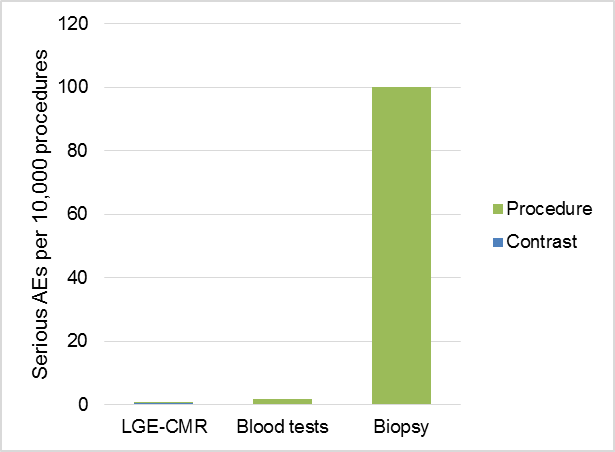 Serious AEs per 10,000 procedures
120
100
80
60
40
20
0
LGE-CMR Blood tests Biopsy
Procedure
Contrast